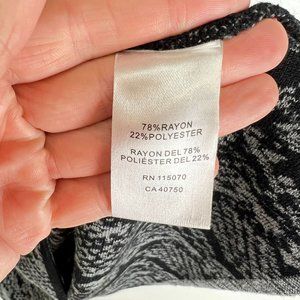 78%RAYON
22%POLYESTER
RAYON DEL 78%
POLIÉSTER DEL 22%
RN 115070
CA 40750